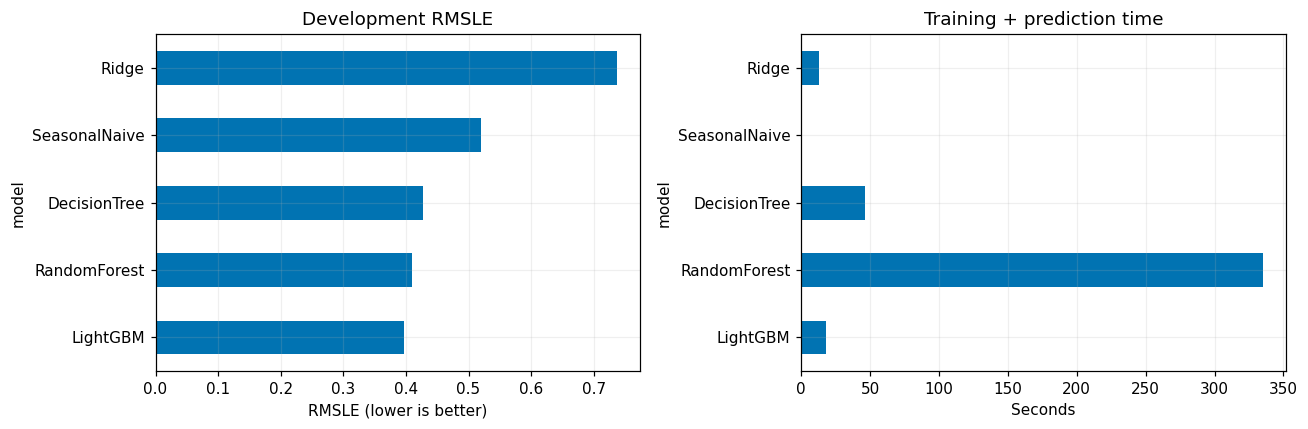 Development RMSLE
model
Ridge
SeasonalNaive
DecisionTree
RandomForest
LightGBM
0.0 0.1 0.2 0.3 0.4 0.5 0.6 0.7
RMSLE (lower is better)
Training + prediction time
model
Ridge
SeasonalNaive
DecisionTree
RandomForest
LightGBM
0 50 100 150 200 250 300 350
Seconds